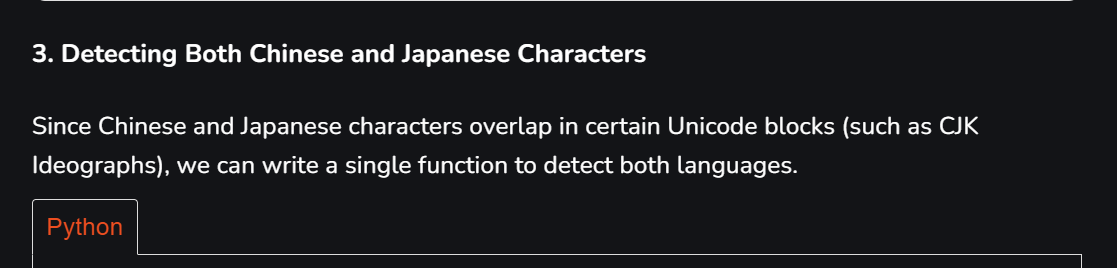 3. Detecting Both Chinese and Japanese Characters
Since Chinese and Japanese characters overlap in certain Unicode blocks (such as CJK
Ideographs), we can write a single function to detect both languages.
Python